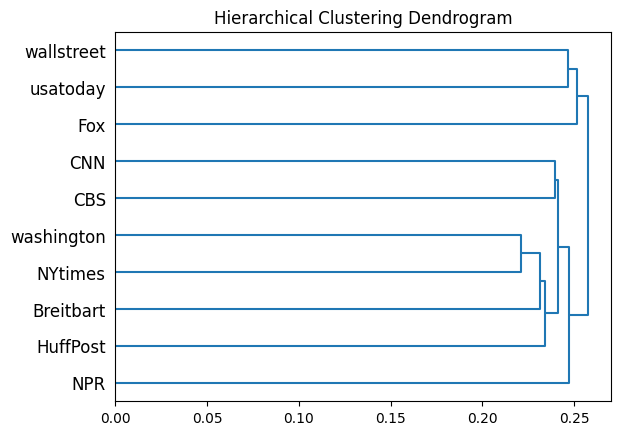 Hierarchical Clustering Dendrogram
wallstreet
usatoday
Fox
CNN
CBS
washington
NYtimes
Breitbart
HuffPost
NPR
0.00 0.05 0.10 0.15 0.20 0.25